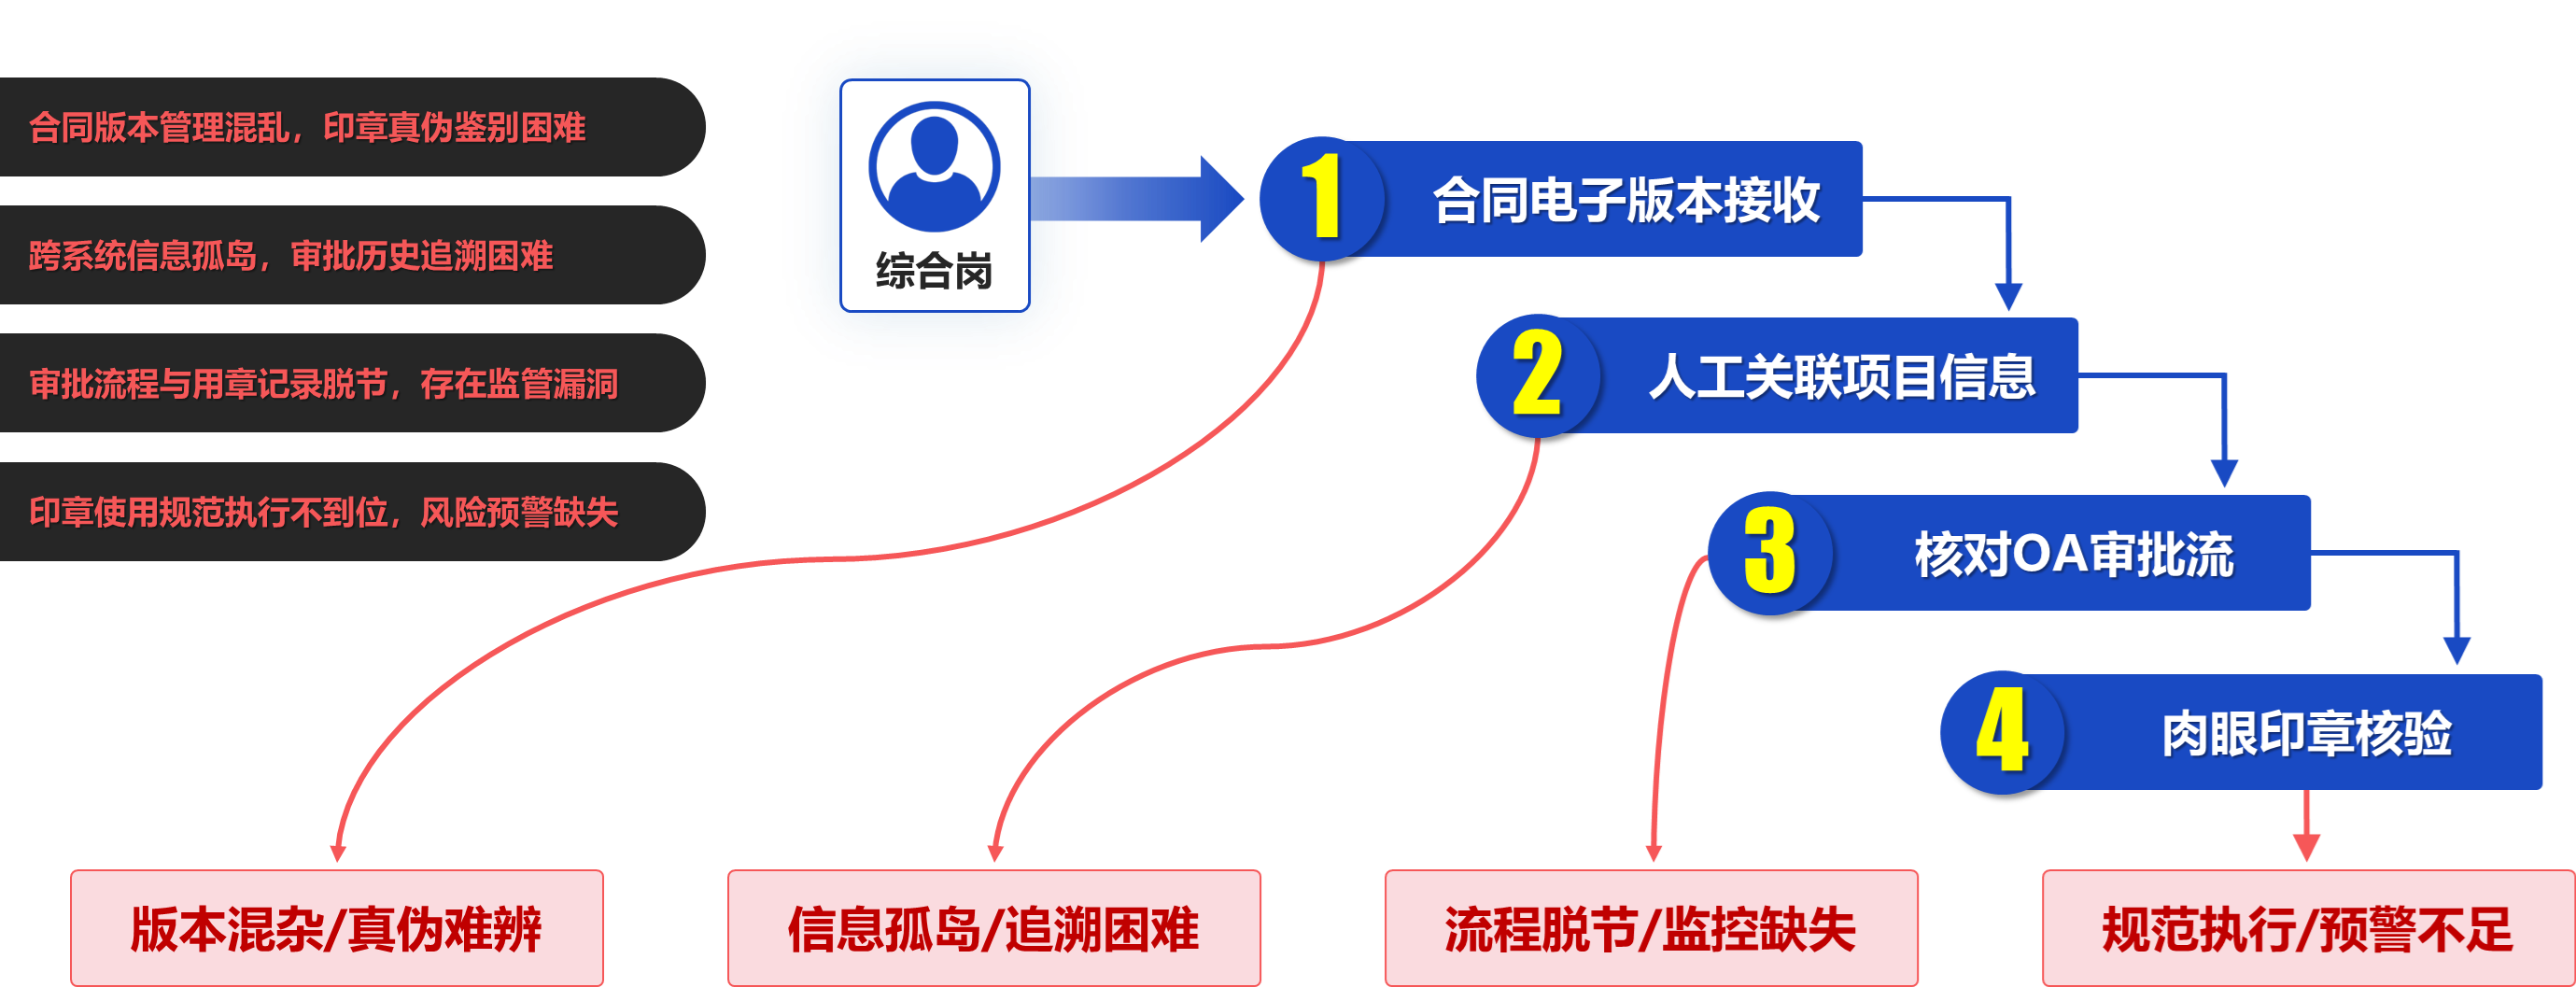 合同版本管理混乱，印章真伪鉴别困难
跨系统信息孤岛，审批历史追溯困难
审批流程与用章记录脱节，存在监管漏洞
印章使用规范执行不到位，风险预警缺失
综合岗
1
合同电子版本接收
2
人工关联项目信息
3
核对OA审批流
4
肉眼印章核验
版本混杂/真伪难辨
信息孤岛/追溯困难
流程脱节/监控缺失
规范执行/预警不足